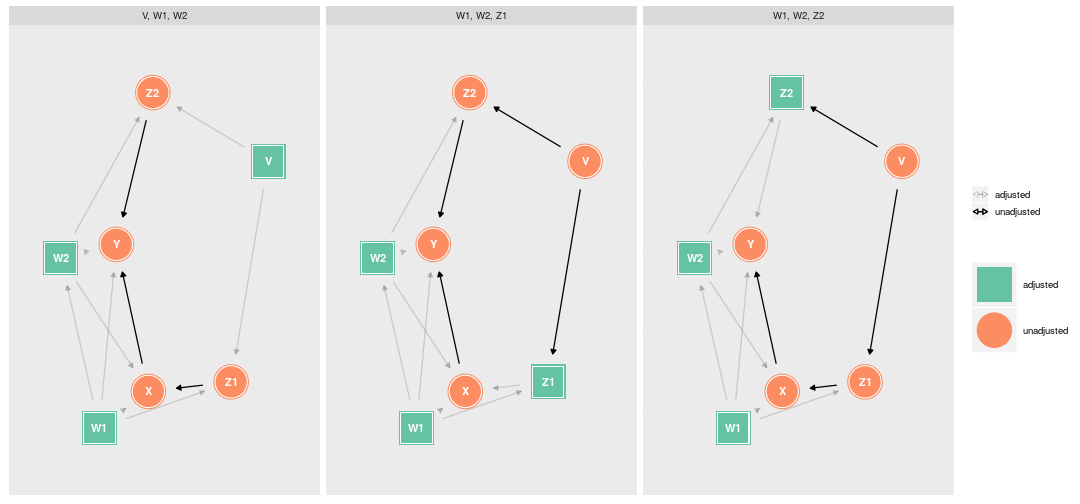 V, W1, W2
W1, W2, Z1
W1, W2, Z2
Z2
V
W2
Y
X
Z1
W1
Z2
V
W2
Y
X
Z1
W1
Z2
V
W2
Y
X
Z1
W1
adjusted
unadjusted
adjusted
unadjusted